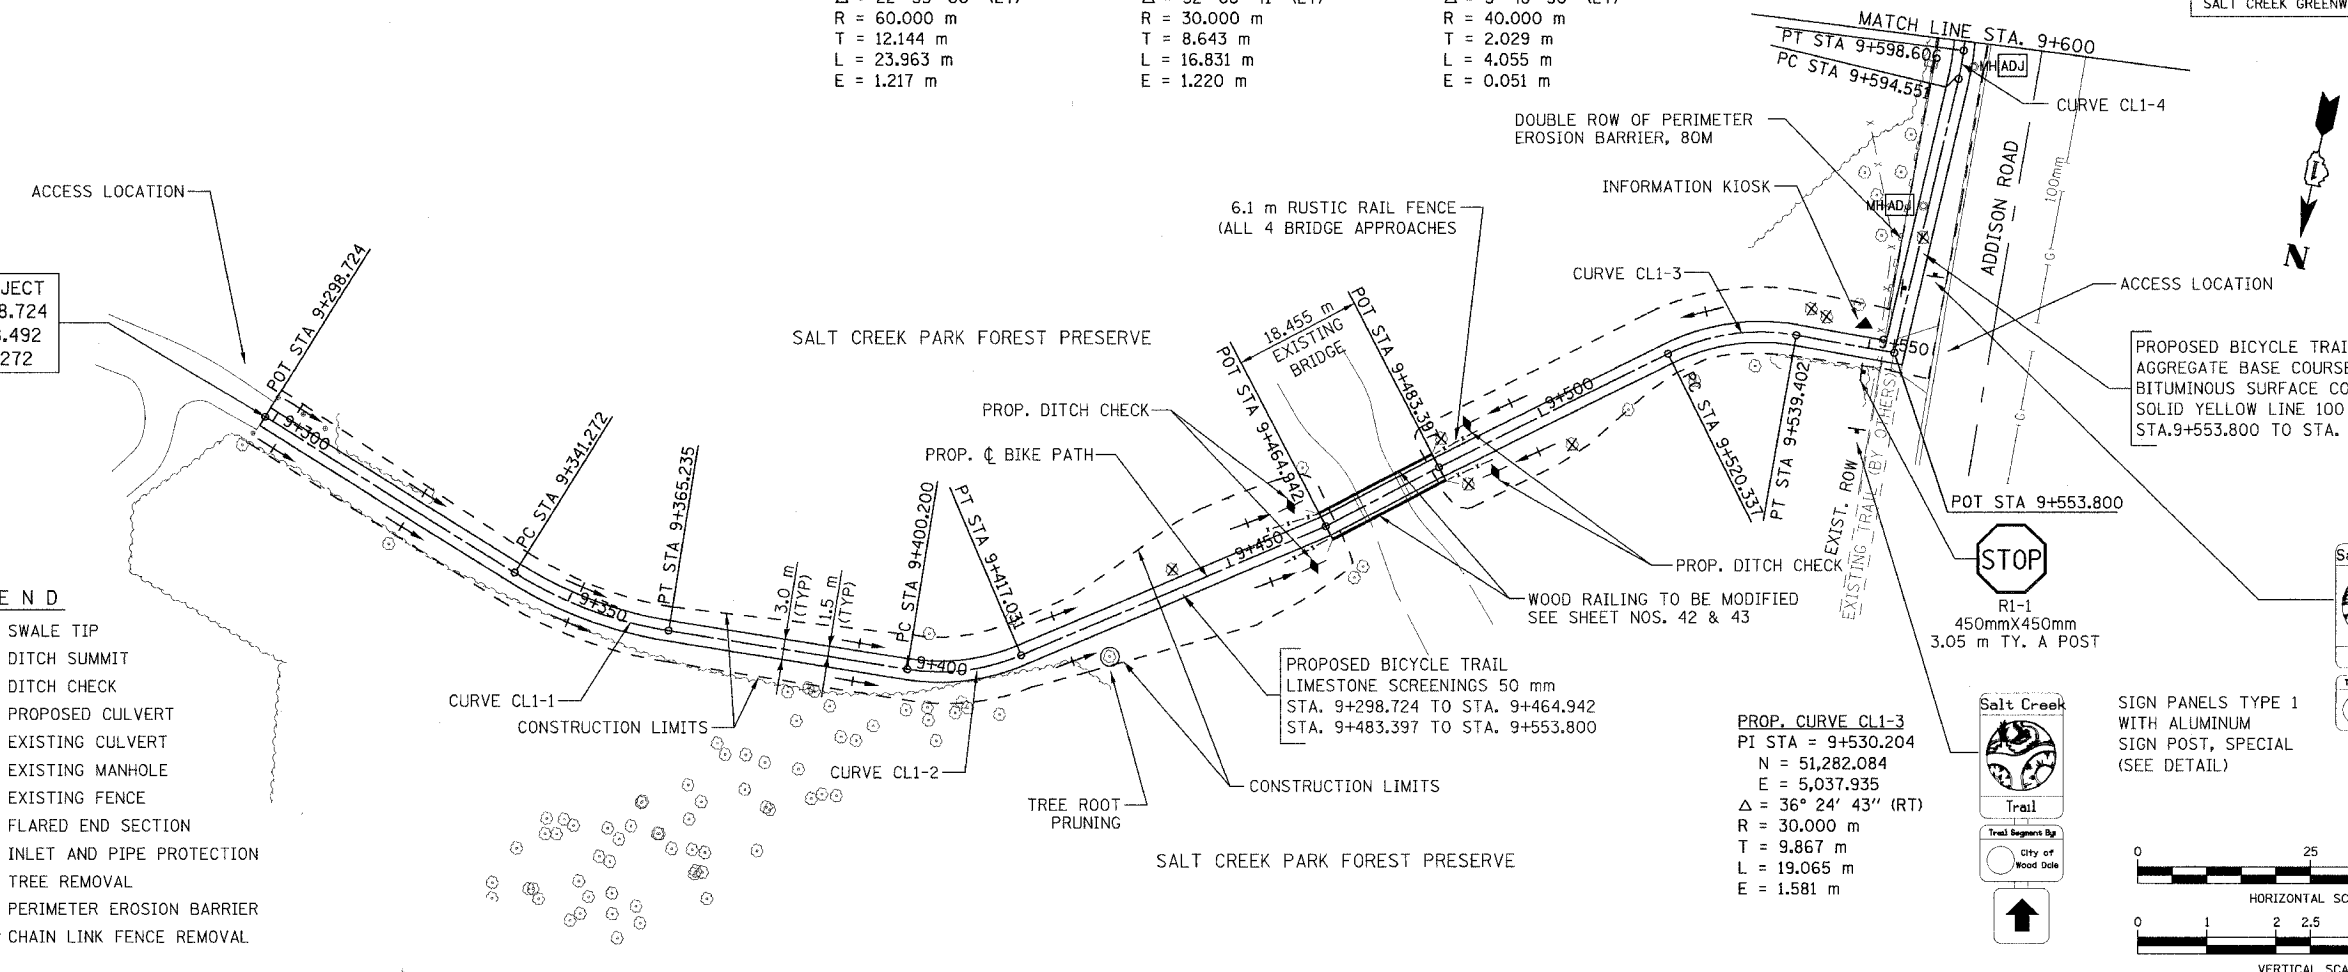 R = 60.000 m
T = 12.144 m
L = 23.963 m
E = 1.217 m
R = 30.000 m
T = 8.643 m
L = 16.831 m
E = 1.220 m
R = 40.000 m
T = 2.029 m
L = 4.055 m
E = 0.051 m
SALT CREEK GREENW
MATCH LINE STA. 9+600
PT STA 9+598.606
PC STA 9+594.551
MH ADJ
CURVE CL1-4
DOUBLE ROW OF PERIMETER
EROSION BARRIER, 80M
INFORMATION KIOSK
MH ADJ
ADDISON ROAD
100mm
G
G
N
ACCESS LOCATION
6.1 m RUSTIC RAIL FENCE
(ALL 4 BRIDGE APPROACHES
CURVE CL1-3
ACCESS LOCATION
JECT
8.724
.492
272
POT STA 9+298.724
9+300
SALT CREEK PARK FOREST PRESERVE
18.455 m
EXISTING
BRIDGE
POT STA 9+464.942
POT STA 9+483.397
9+500
9+550
PROPOSED BICYCLE TRAI
AGGREGATE BASE COURSE
BITUMINOUS SURFACE CO
SOLID YELLOW LINE 100
STA.9+553.800 TO STA.
PROP. DITCH CHECK
PROP. ℄ BIKE PATH
PC STA 9+341.272
9+350
PT STA 9+365.235
3.0 m
(TYP)
1.5 m
(TYP)
PC STA 9+400.200
9+400
PT STA 9+417.031
9+450
PC STA 9+520.337
PT STA 9+539.402
EXIST. ROW
EXISTING TRAIL (BY OTHERS)
POT STA 9+553.800
PROP. DITCH CHECK
WOOD RAILING TO BE MODIFIED
SEE SHEET NOS. 42 & 43
STOP
R1-1
450mmX450mm
3.05 m TY. A POST
E N D
SWALE TIP
DITCH SUMMIT
DITCH CHECK
PROPOSED CULVERT
EXISTING CULVERT
EXISTING MANHOLE
EXISTING FENCE
FLARED END SECTION
INLET AND PIPE PROTECTION
TREE REMOVAL
PERIMETER EROSION BARRIER
CHAIN LINK FENCE REMOVAL
CURVE CL1-1
CONSTRUCTION LIMITS
CURVE CL1-2
TREE ROOT
PRUNING
CONSTRUCTION LIMITS
PROPOSED BICYCLE TRAIL
LIMESTONE SCREENINGS 50 mm
STA. 9+298.724 TO STA. 9+464.942
STA. 9+483.397 TO STA. 9+553.800
SALT CREEK PARK FOREST PRESERVE
PROP. CURVE CL1-3
PI STA = 9+530.204
N = 51,282.084
E = 5,037.935
Δ = 36° 24' 43" (RT)
R = 30.000 m
T = 9.867 m
L = 19.065 m
E = 1.581 m
Salt Creek
Trail
Trail Segment By:
City of
Wood Dale
SIGN PANELS TYPE 1
WITH ALUMINUM
SIGN POST, SPECIAL
(SEE DETAIL)
0 25
HORIZONTAL SC
0 1 2 2.5
VERTICAL SCA